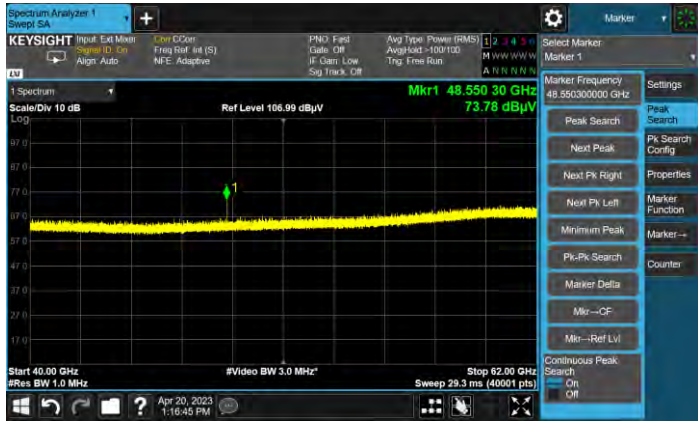 Spectrum Analyzer 1
Swept SA
+
Marker
KEYSIGHT
Input: Ext Mixer
Signal ID: On
Align: Auto
Corr CCorr
Freq Ref: Int (S)
NFE: Adaptive
PNO: Fast
Gate: Off
IF Gain: Low
Sig Track: Off
Avg Type: Power (RMS)
Avg|Hold:>100/100
Trig: Free Run
1 2 3 4 5 6
M W W W W W
A N N N N N
LW
Select Marker
Marker 1
1 Spectrum
Scale/Div 10 dB
Log
Ref Level 106.99 dBµV
Mkr1 48.550 30 GHz
73.78 dBµV
97.0
87.0
77.0
67.0
57.0
47.0
37.0
27.0
17.0
1
Start 40.00 GHz
#Res BW 1.0 MHz
#Video BW 3.0 MHz*
Stop 62.00 GHz
Sweep 29.3 ms (40001 pts)
Marker Frequency
48.550300000 GHz
Peak Search
Next Peak
Next Pk Right
Next Pk Left
Minimum Peak
Pk-Pk Search
Marker Delta
Mkr→CF
Mkr→Ref Lvl
Continuous Peak
Search
On
Off
Settings
Peak
Search
Pk Search
Config
Properties
Marker
Function
Marker→
Counter
?
Apr 20, 2023
1:16:45 PM